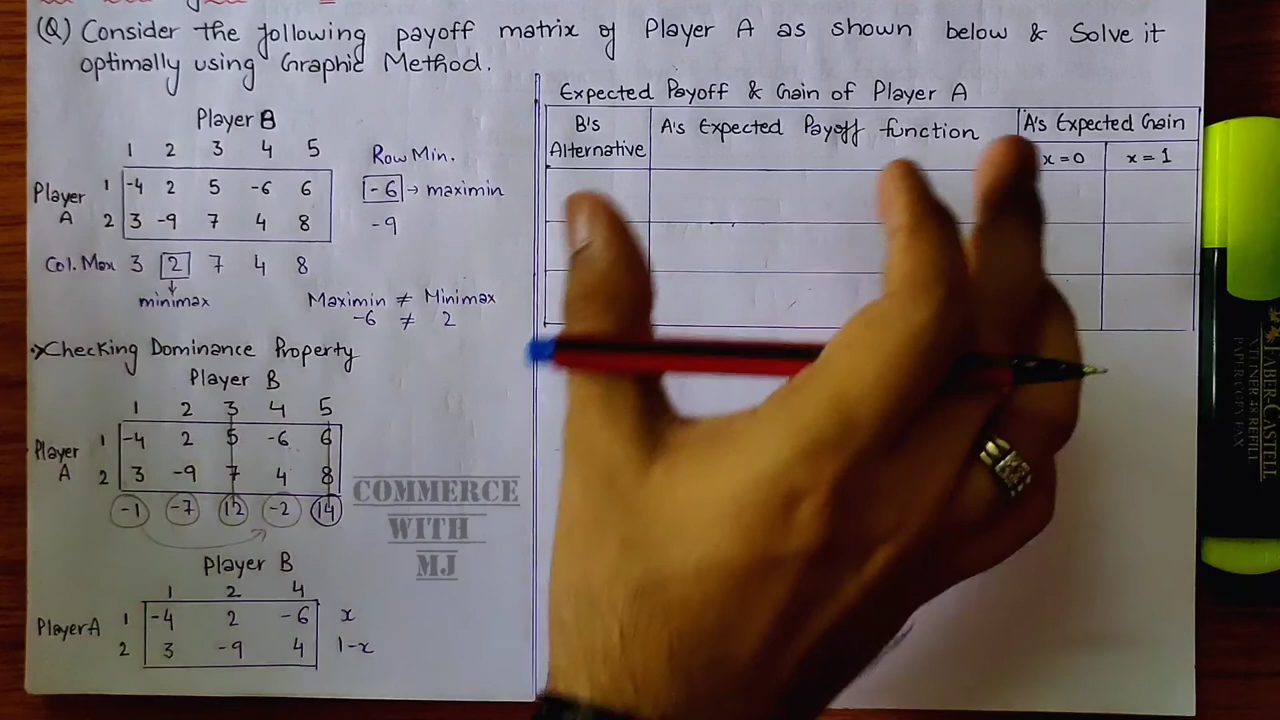 (Q) Consider the following payoff matrix of Player A as shown below & Solve it
optimally using Graphic Method.
Player B
1 2 3 4 5 Row Min.
Player A 1 -4 2 5 -6 6 -6 → maximin
2 3 -9 7 4 8 -9
Col. Max 3 2 7 4 8
minimax
Maximin ≠ Minimax
-6 ≠ 2
Checking Dominance Property
Player B
1 2 3 4 5
Player A 1 -4 2 5 -6 6
2 3 -9 7 4 8
-1 -7 12 -2 14
Player B
1 2 4
Player A 1 -4 2 -6 x
2 3 -9 4 1-x
COMMERCE
WITH
MJ
Expected Payoff & Gain of Player A
B's Alternative A's Expected Payoff function A's Expected Gain
x=0 x=1
FABER-CASTELL